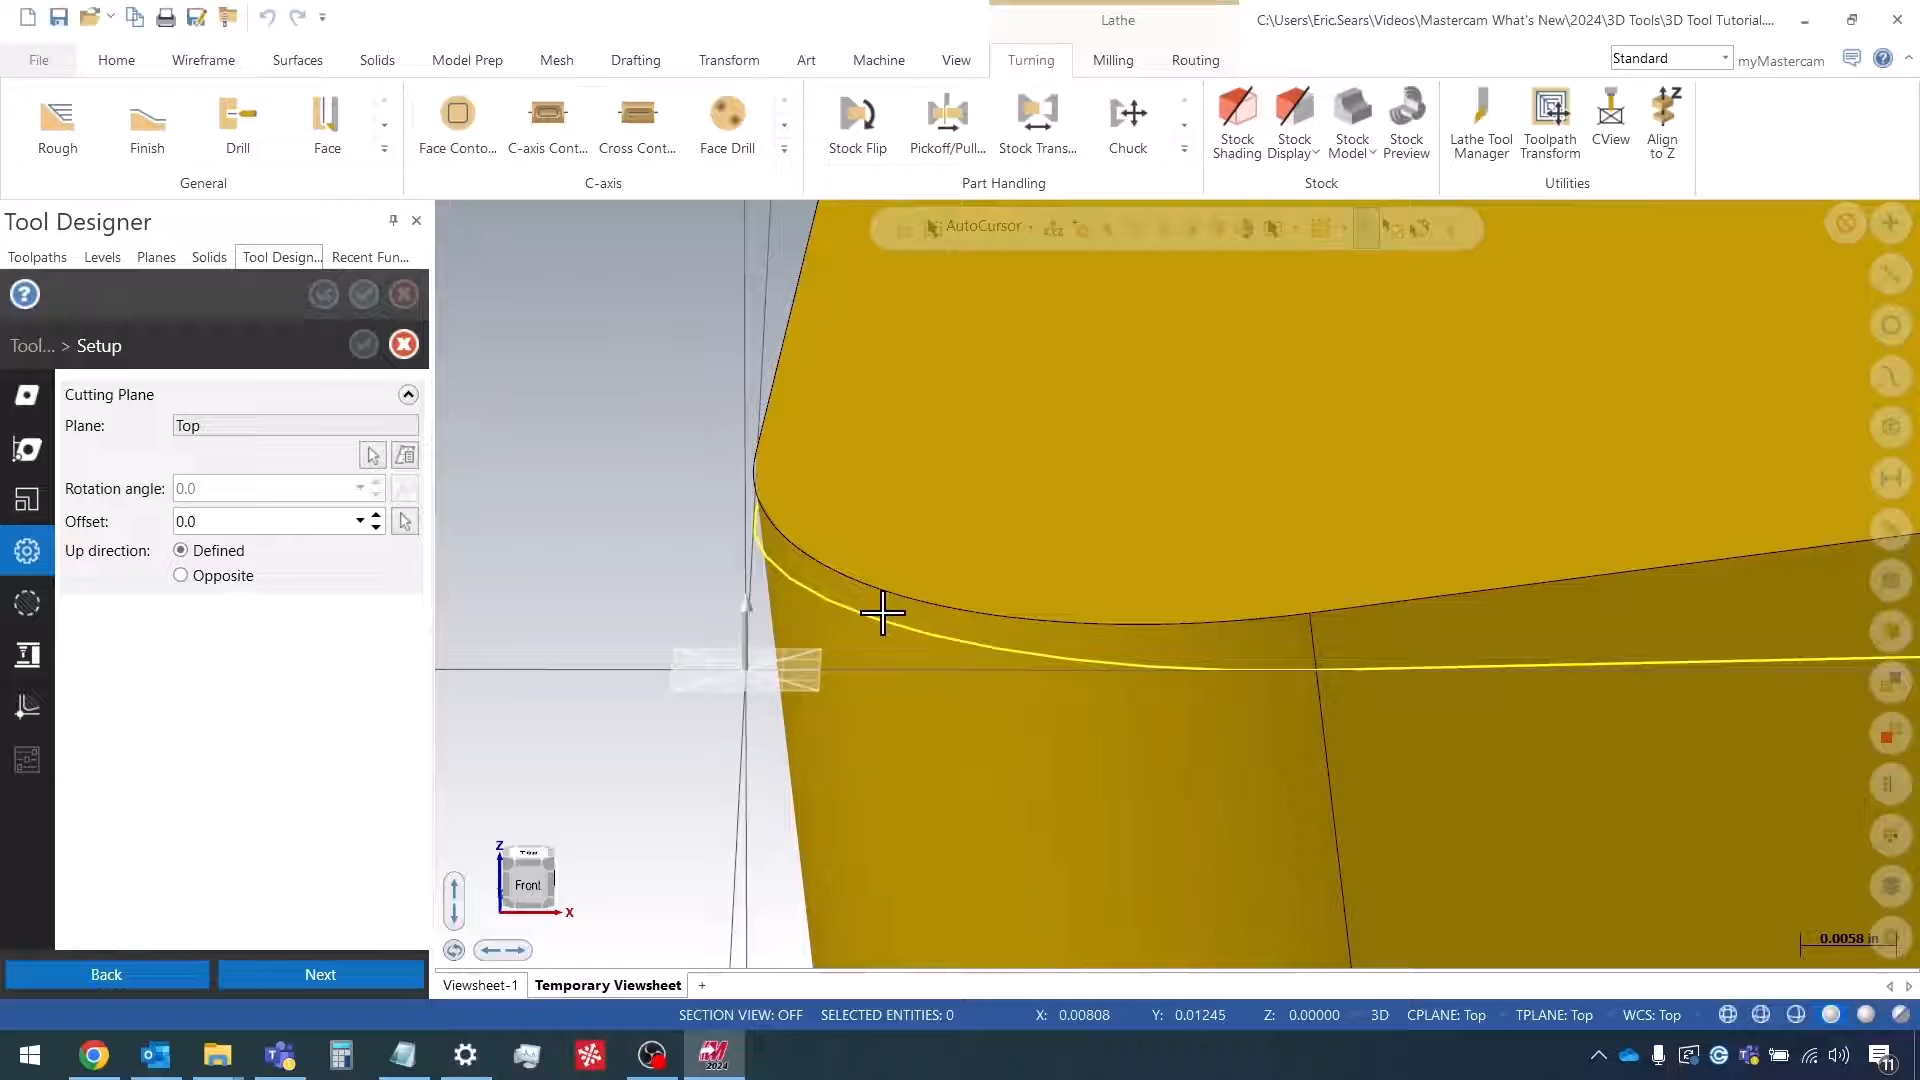 Lathe
C:\Users\Eric.Sears\Videos\Mastercam What's New\2024\3D Tools\3D Tool Tutorial....
File
Home
Wireframe
Surfaces
Solids
Model Prep
Mesh
Drafting
Transform
Art
Machine
View
Turning
Milling
Routing
Standard
myMastercam
Rough
Finish
Drill
Face
Face Conto...
C-axis Cont...
Cross Cont...
Face Drill
Stock Flip
Pickoff/Pull...
Stock Trans...
Chuck
Stock Shading
Stock Display
Stock Model
Stock Preview
Lathe Tool Manager
Toolpath Transform
CView
Align to Z
General
C-axis
Part Handling
Stock
Utilities
Tool Designer
Toolpaths
Levels
Planes
Solids
Tool Design...
Recent Fun...
AutoCursor
Tool... > Setup
Cutting Plane
Plane:
Top
Rotation angle:
0.0
Offset:
0.0
Up direction:
Defined
Opposite
Z
Top
Front
X
0.0058 in
Back
Next
Viewsheet-1
Temporary Viewsheet
+
SECTION VIEW: OFF
SELECTED ENTITIES: 0
X: 0.00808
Y: 0.01245
Z: 0.00000
3D
CPLANE: Top
TPLANE: Top
WCS: Top
2024
11